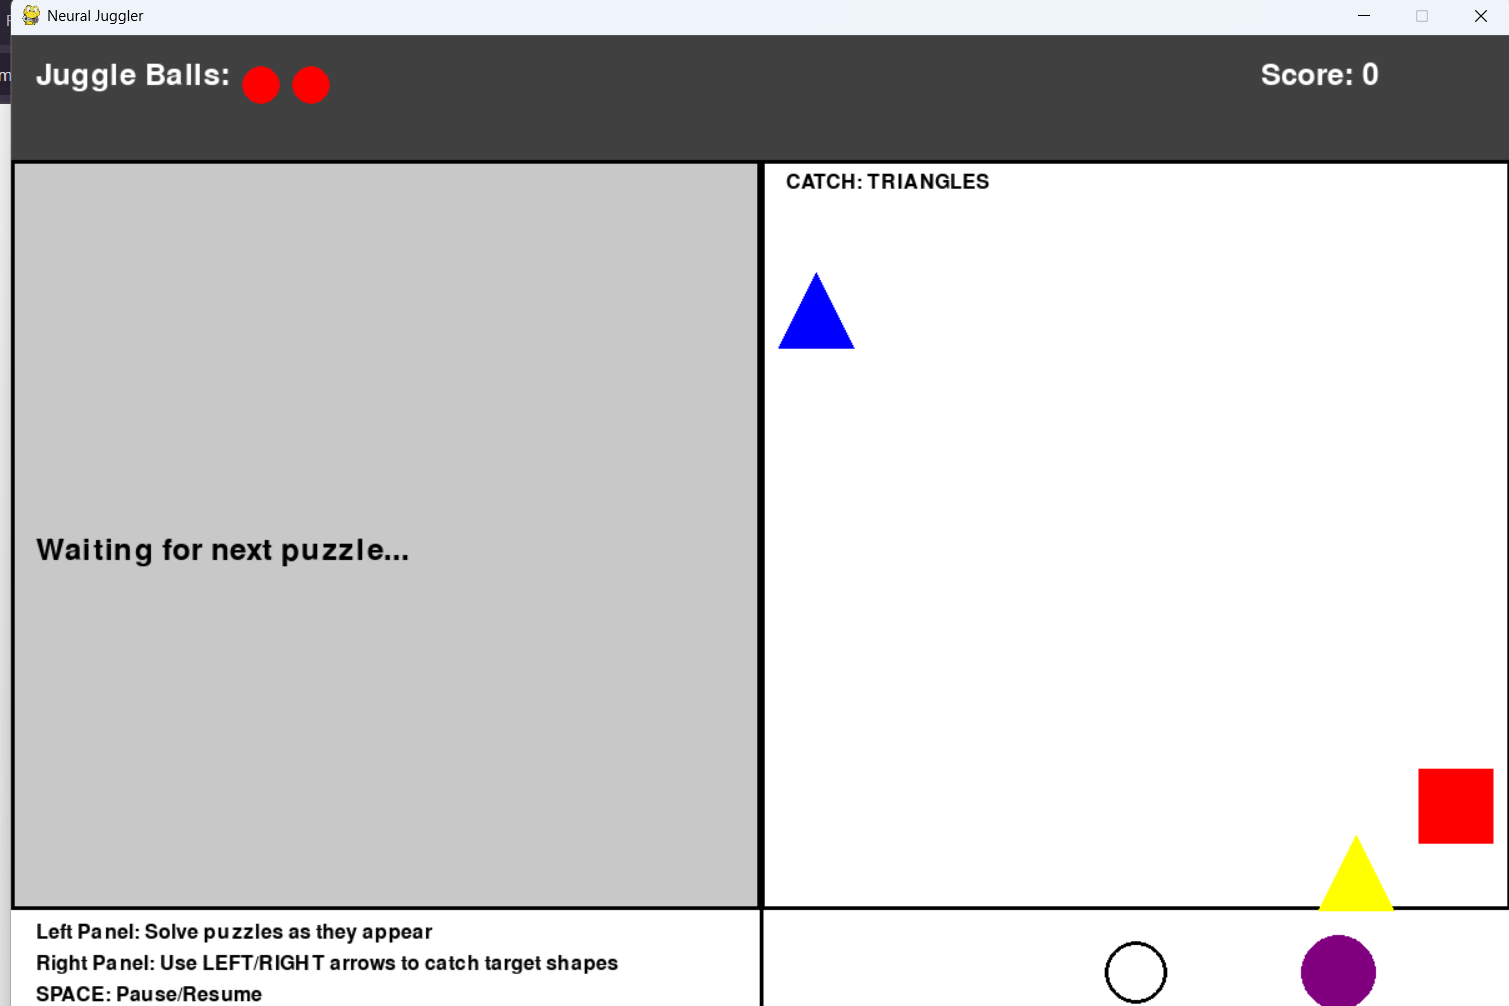 Neural Juggler
Juggle Balls:
Score: 0
CATCH: TRIANGLES
Waiting for next puzzle...
Left Panel: Solve puzzles as they appear
Right Panel: Use LEFT/RIGHT arrows to catch target shapes
SPACE: Pause/Resume